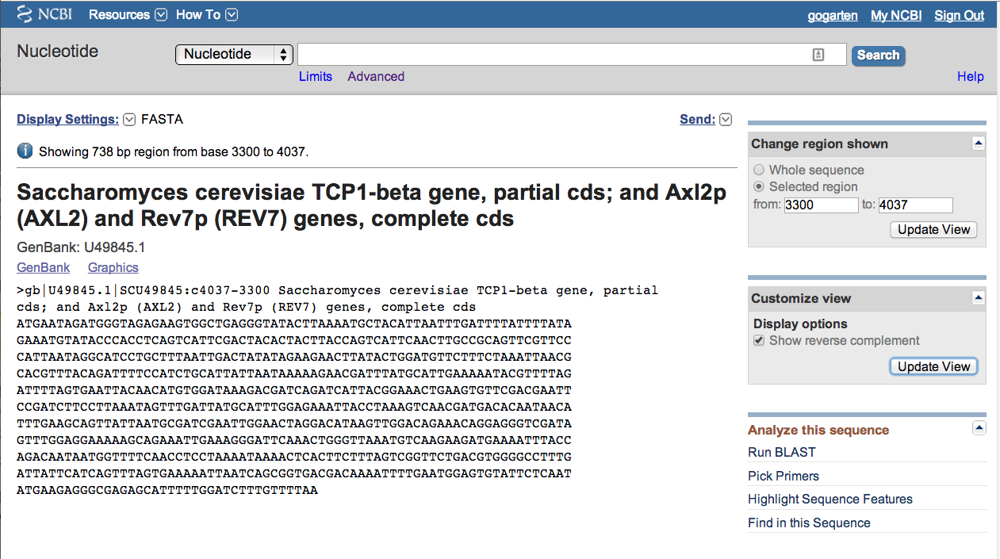 NCBI Resources How To gogarten My NCBI Sign Out
Nucleotide Nucleotide Search
Limits Advanced Help
Display Settings: FASTA Send:
Showing 738 bp region from base 3300 to 4037.
Saccharomyces cerevisiae TCP1-beta gene, partial cds; and Axl2p
(AXL2) and Rev7p (REV7) genes, complete cds
GenBank: U49845.1
GenBank Graphics
>gb|U49845.1|SCU49845:c4037-3300 Saccharomyces cerevisiae TCP1-beta gene, partial
cds; and Axl2p (AXL2) and Rev7p (REV7) genes, complete cds
ATGAATAGATGGGTAGAGAAGTGGCTGAGGGTATACTTAAAATGCTACATTAATTTGATTTTATTTTATA
GAAATGTATACCCACCTCAGTCATTCGACTACACTACTTACCAGTCATTCAACTTGCCGCAGTTCGTTCC
CATTAATAGGCATCCTGCTTTAATTGACTATATAGAAGAACTTATACTGGATGTTCTTTCTAAATTAACG
CACGTTTACAGATTTTCCATCTGCATTATTAATAAAAAGAACGATTTATGCATTGAAAAATACGTTTTAG
ATTTTAGTGAATTACAACATGTGGATAAAGACGATCAGATCATTACGGAAACTGAAGTGTTCGACGAATT
CCGATCTTCCTTAAATAGTTTGATTATGCATTTGGAGAAATTACCTAAAGTCAACGATGACACAATAACA
TTTGAAGCAGTTATTAATGCGATCGAATTGGAACTAGGACATAAGTTGGACAGAAACAGGAGGGTCGATA
GTTTGGAGGAAAAAGCAGAAATTGAAAGGGATTCAAACTGGGTTAAATGTCAAGAAGATGAAAATTTACC
AGACAATAATGGTTTTCAACCTCCTAAAATAAAACTCACTTCTTTAGTCGGTTCTGACGTGGGGCCTTTG
ATTATTCATCAGTTTAGTGAAAAATTAATCAGCGGTGACGACAAAATTTTGAATGGAGTGTATTCTCAAT
ATGAAGAGGGCGAGAGCATTTTTGGATCTTTGTTTTAA
Change region shown
Whole sequence
Selected region
from: 3300 to: 4037
Update View
Customize view
Display options
Show reverse complement
Update View
Analyze this sequence
Run BLAST
Pick Primers
Highlight Sequence Features
Find in this Sequence